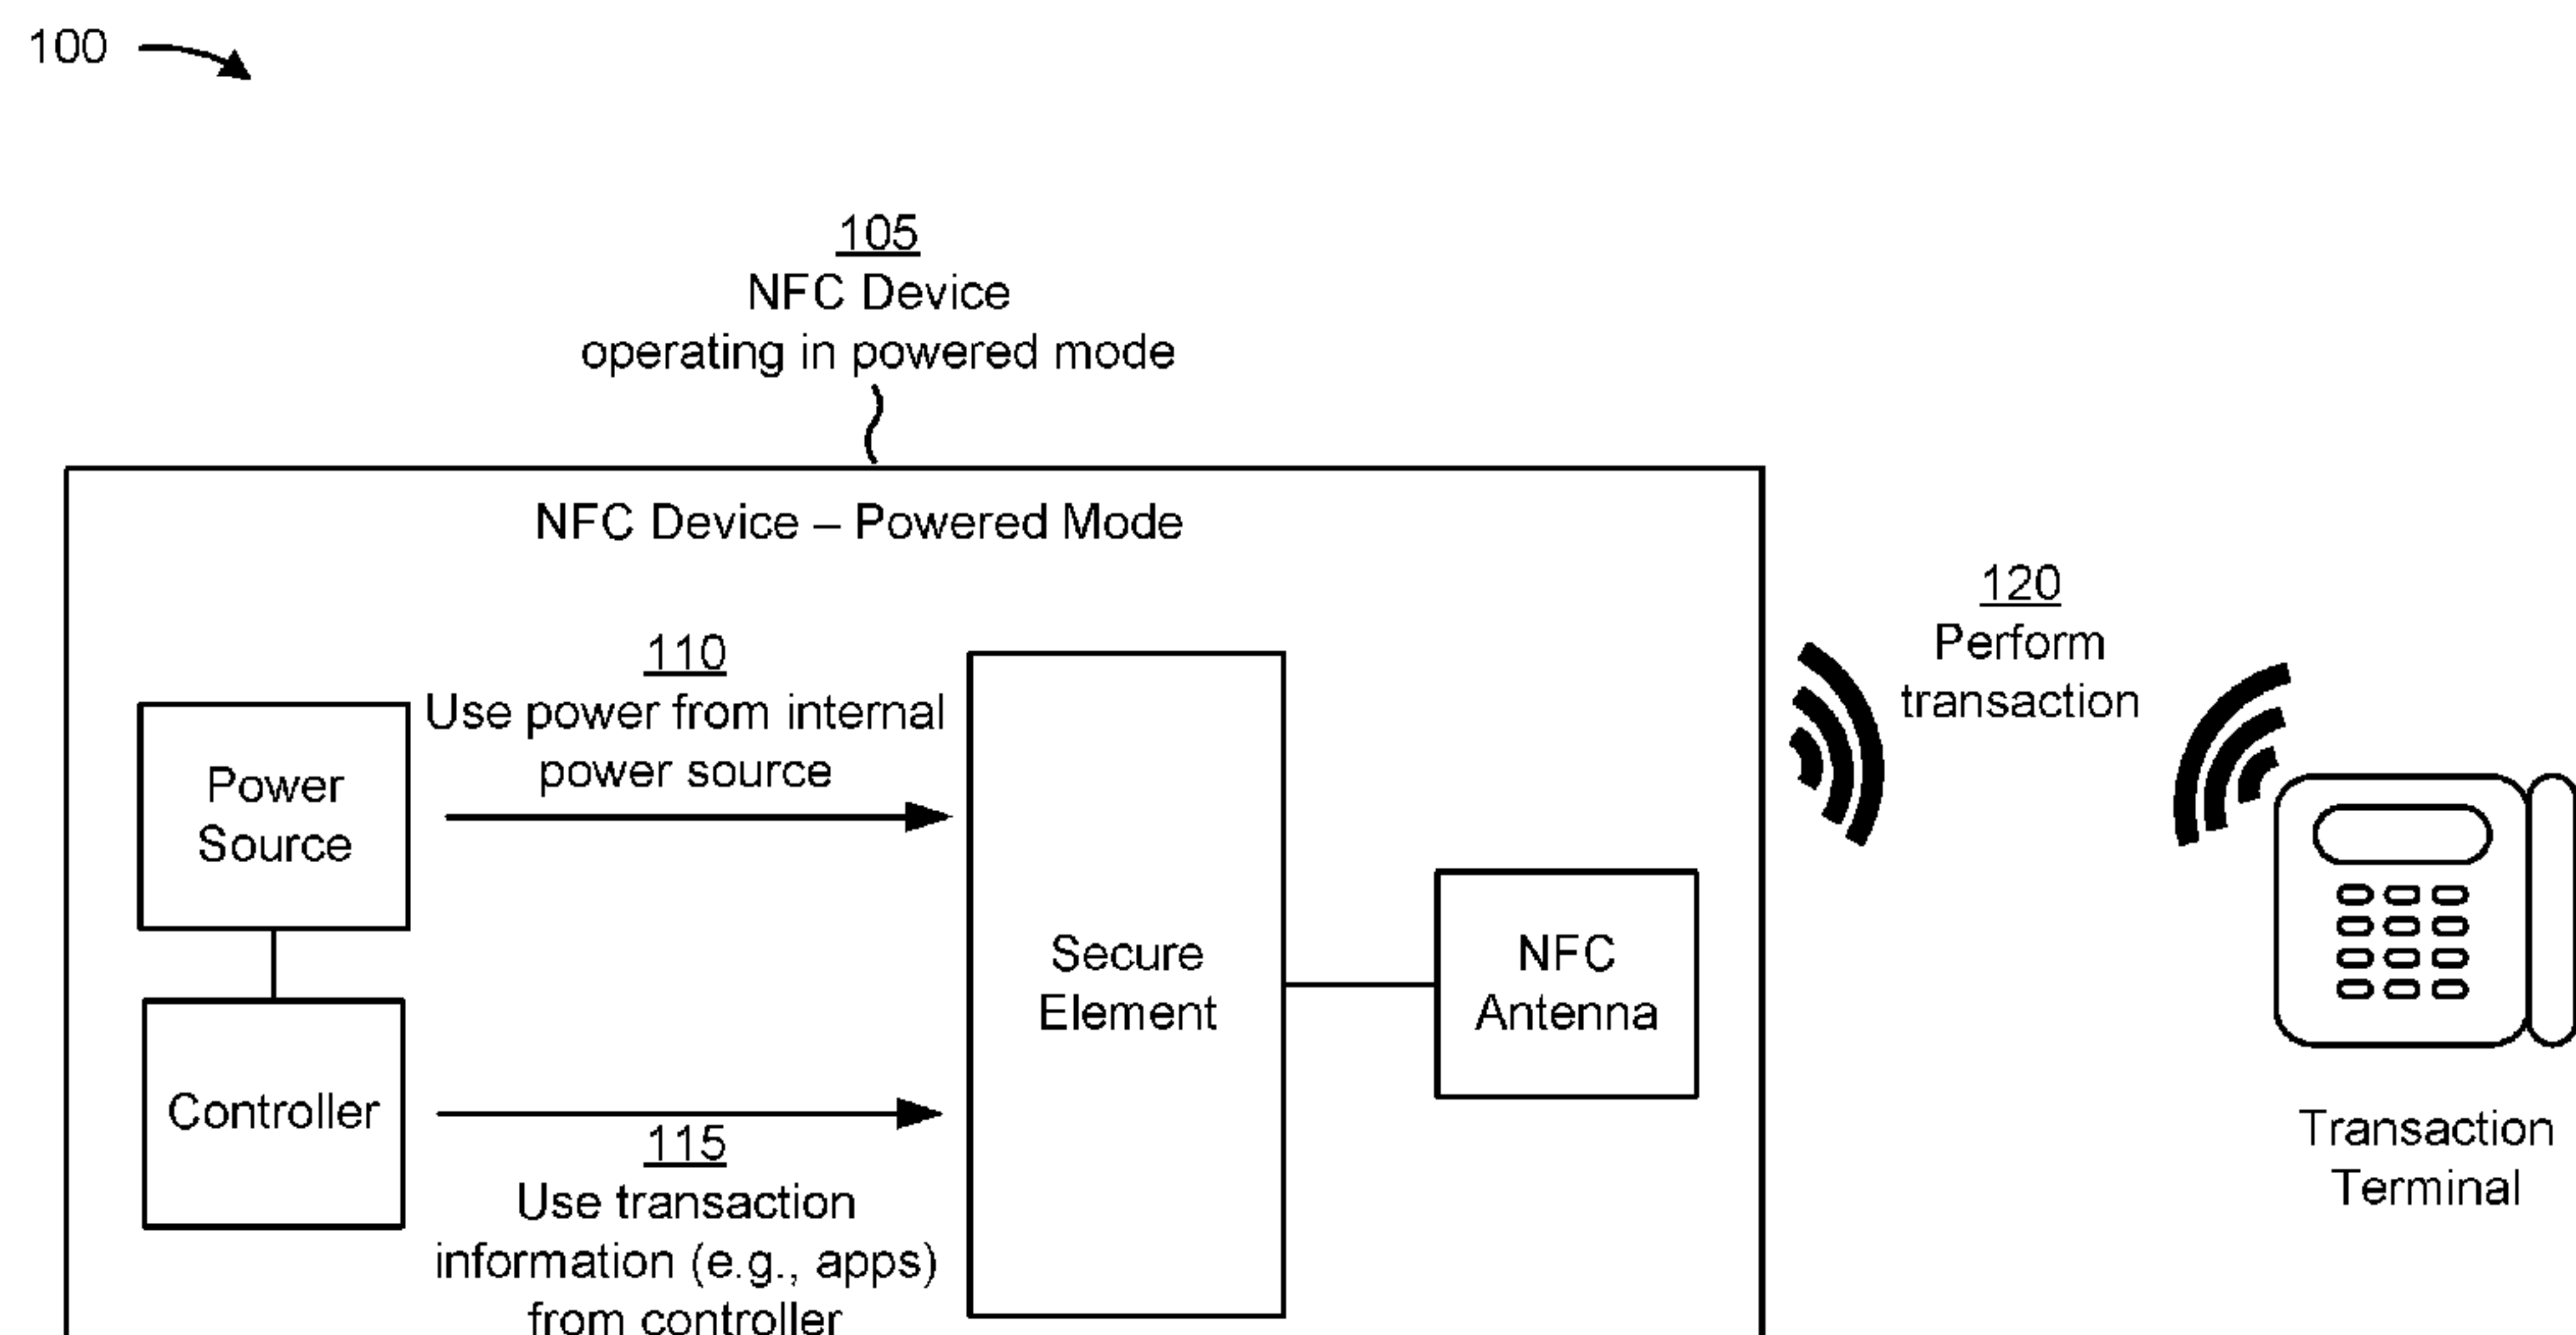 100
105
NFC Device
operating in powered mode
NFC Device – Powered Mode
110
Use power from internal
power source
Power
Source
Controller
115
Use transaction
information (e.g., apps)
from controller
Secure
Element
NFC
Antenna
120
Perform
transaction
Transaction
Terminal